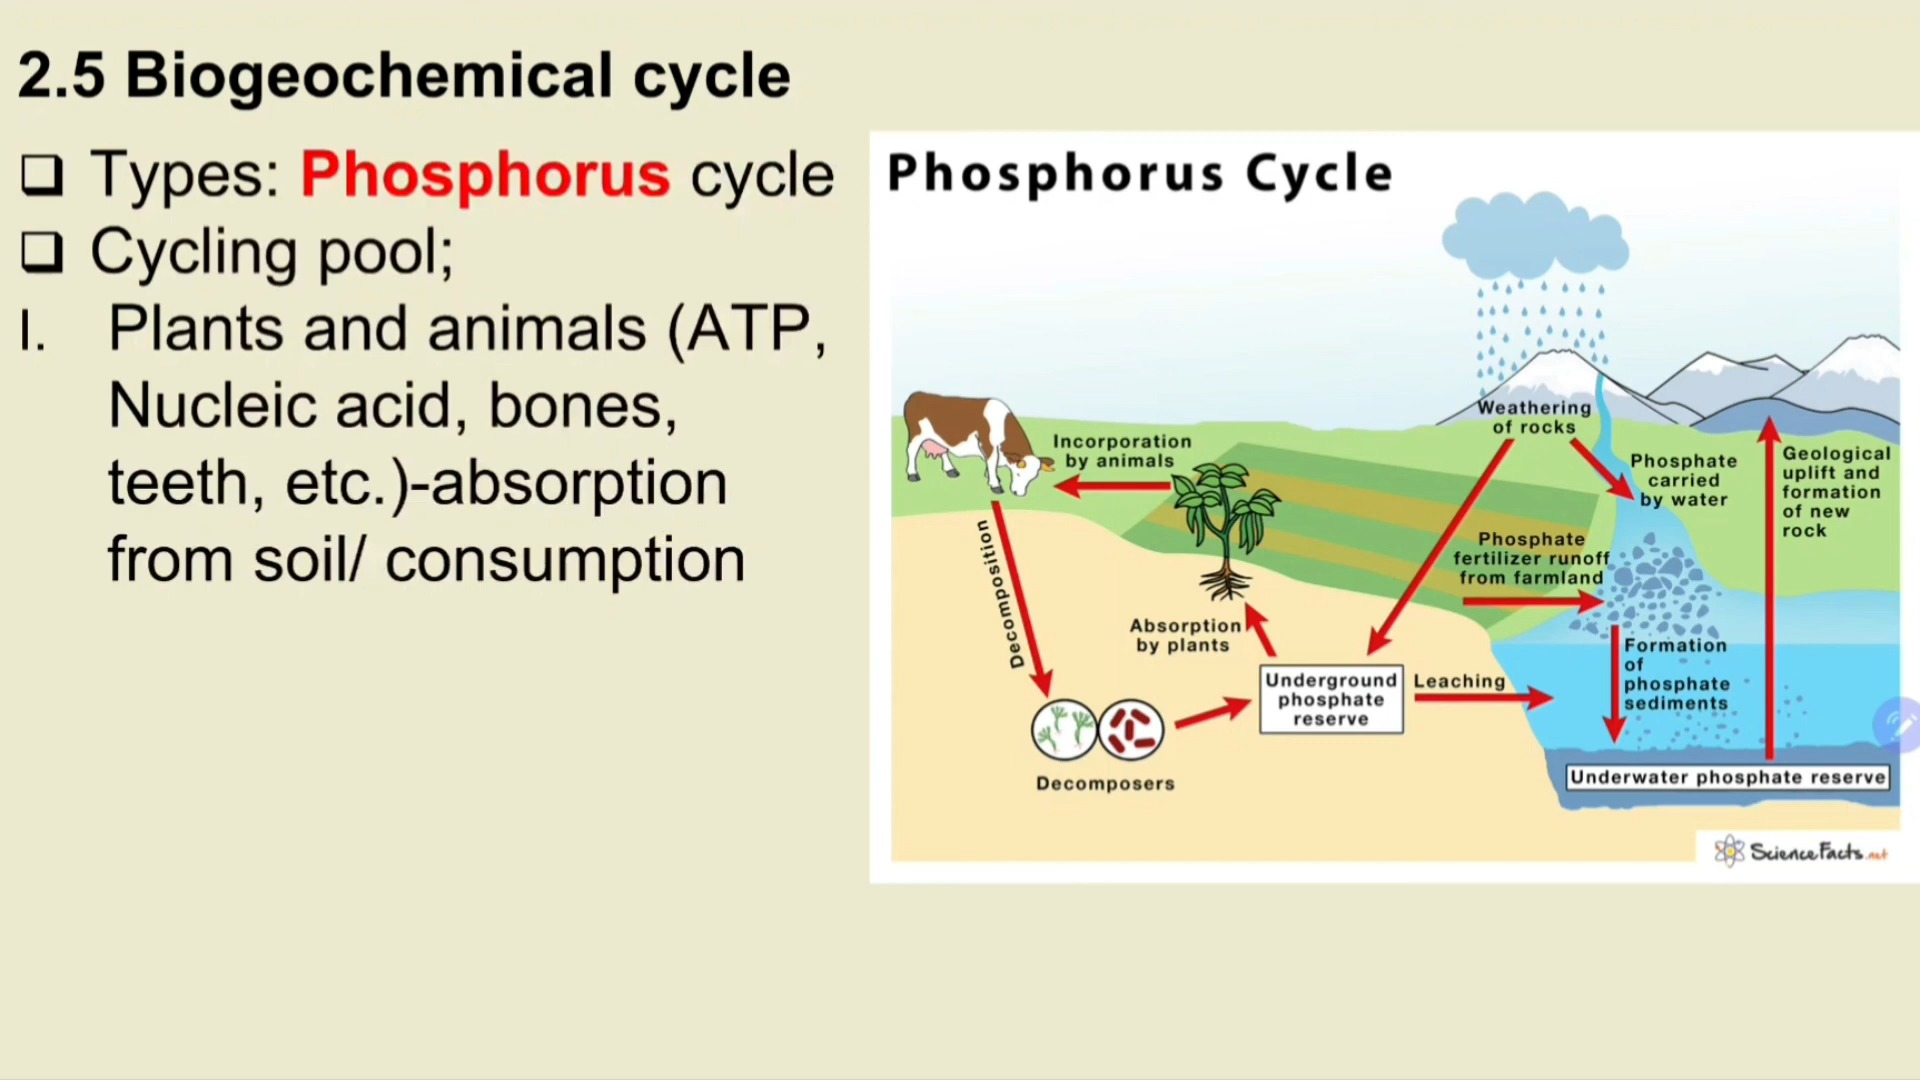 2.5 Biogeochemical cycle
❑ Types: Phosphorus cycle
❑ Cycling pool;
I. Plants and animals (ATP,
Nucleic acid, bones,
teeth, etc.)-absorption
from soil/ consumption
Phosphorus Cycle
Weathering
of rocks
Incorporation
by animals
Phosphate
carried
by water
Geological
uplift and
formation
of new
rock
Decomposition
Phosphate
fertilizer runoff
from farmland
Absorption
by plants
Formation
of
phosphate
sediments
Underground
phosphate
reserve
Leaching
Decomposers
Underwater phosphate reserve
ScienceFacts.net